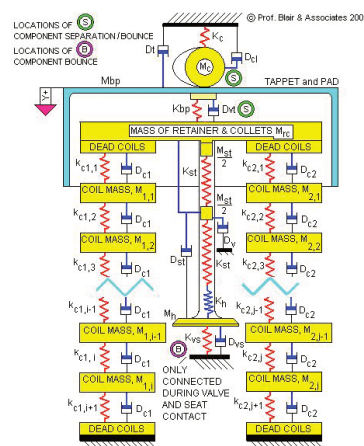 LOCATIONS OF
COMPONENT SEPARATION/BOUNCE
S
LOCATIONS OF
COMPONENT BOUNCE
B
© Prof. Blair & Associates 200
Kc
Dt
Mc
Dcl
S
Mbp
TAPPET and PAD
Y+
Kbp
Dvt
S
MASS OF RETAINER & COLLETS Mrc
DEAD COILS
DEAD COILS
kc1,1
Dc1
Kst
Mst
2
kc2,1
Dc2
COIL MASS, M1,1
COIL MASS, M2,1
kc1,2
Dc1
Mst
2
kc2,2
Dc2
COIL MASS, M1,2
Dv
COIL MASS, M2,2
kc1,3
Dc1
Dst
Kst
kc2,3
Dc2
kc1,i-1
Dc1
Mh
Kh
kc2,j-1
Dc2
COIL MASS, M1,i-1
COIL MASS, M2,j-1
Kvs
Dvs
B
kc1,i
Dc1
ONLY
CONNECTED
DURING VALVE
AND SEAT
CONTACT
kc2,j
Dc2
COIL MASS, M1,i
COIL MASS, M2,j
kc1,i+1
Dc1
kc2,j+1
Dc2
DEAD COILS
DEAD COILS